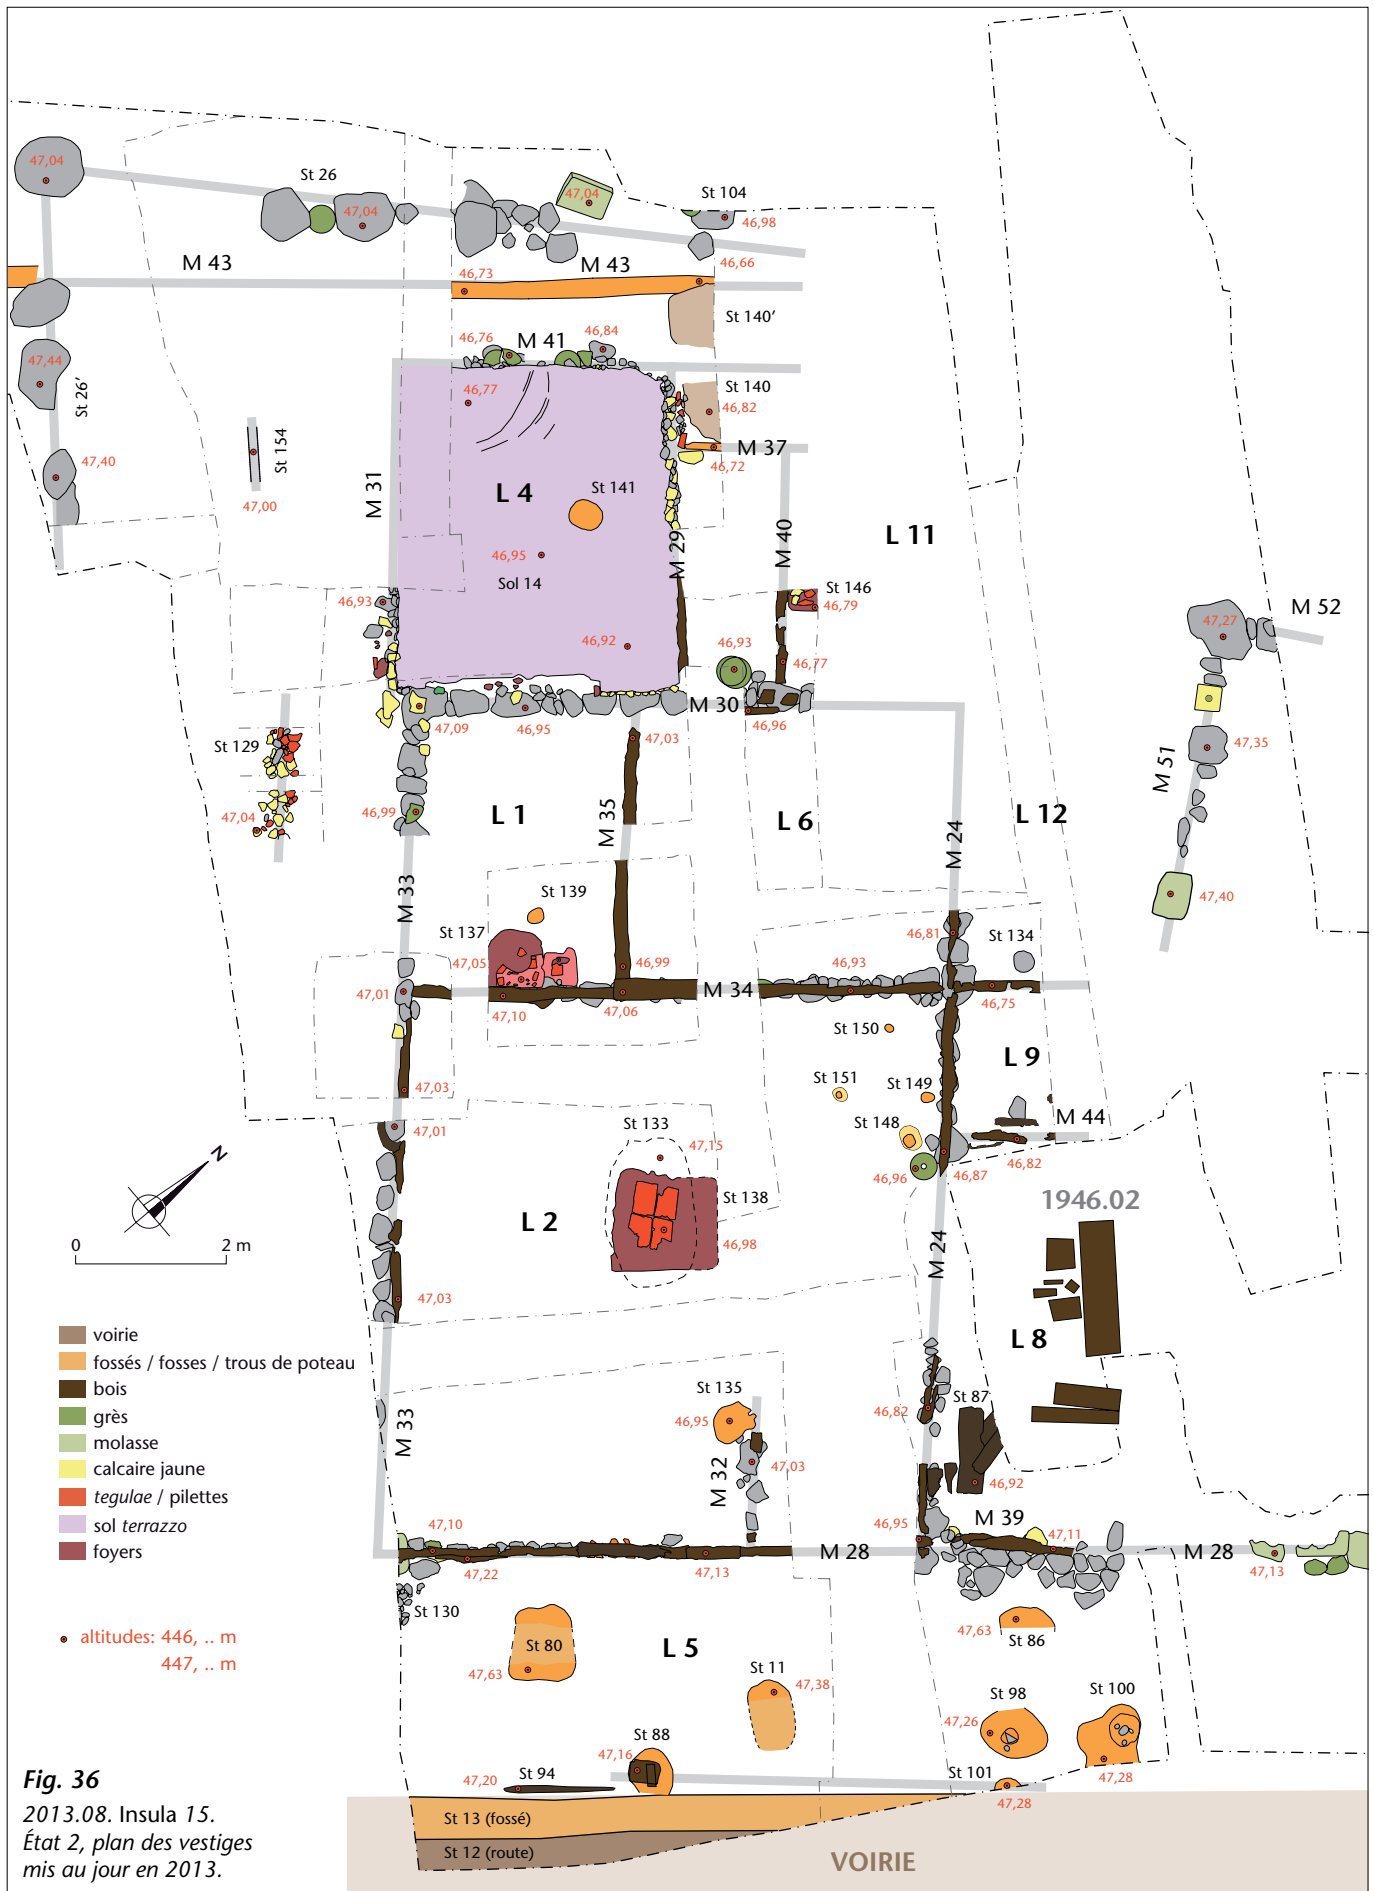 47,04
St 26
47,04
47,04
St 104
46,98
M 43
46,73
M 43
46,66
St 140'
46,76
M 41
46,84
47,44
St 26'
46,77
St 140
46,82
M 37
46,72
47,40
St 154
47,00
M 31
L 4
St 141
M 29
M 40
L 11
46,95
Sol 14
46,93
St 146
46,79
M 52
47,27
46,92
46,93
46,77
M 30
47,09
46,95
46,96
47,03
St 129
47,04
46,99
L 1
M 35
L 6
M 24
L 12
M 51
47,35
47,40
M 33
St 139
St 137
47,05
46,99
46,81
St 134
46,93
47,01
47,10
47,06
M 34
46,75
St 150
L 9
St 151
St 149
47,03
M 44
St 148
47,01
St 133
47,15
46,96
46,87
46,82
N
0
2 m
L 2
St 138
46,98
1946.02
M 24
47,03
L 8
voirie
fossés / fosses / trous de poteau
bois
grès
molasse
calcaire jaune
tegulae / pilettes
sol terrazzo
foyers
M 33
St 135
46,95
M 32
47,03
46,82
St 87
46,92
47,10
47,22
47,13
M 28
46,95
M 39
47,11
M 28
47,13
St 130
altitudes: 446, .. m
447, .. m
St 80
47,63
L 5
St 11
47,38
47,63
St 86
St 98
47,26
St 100
47,28
St 88
47,16
St 94
47,20
St 101
47,28
St 13 (fossé)
St 12 (route)
VOIRIE
Fig. 36
2013.08. Insula 15.
État 2, plan des vestiges
mis au jour en 2013.